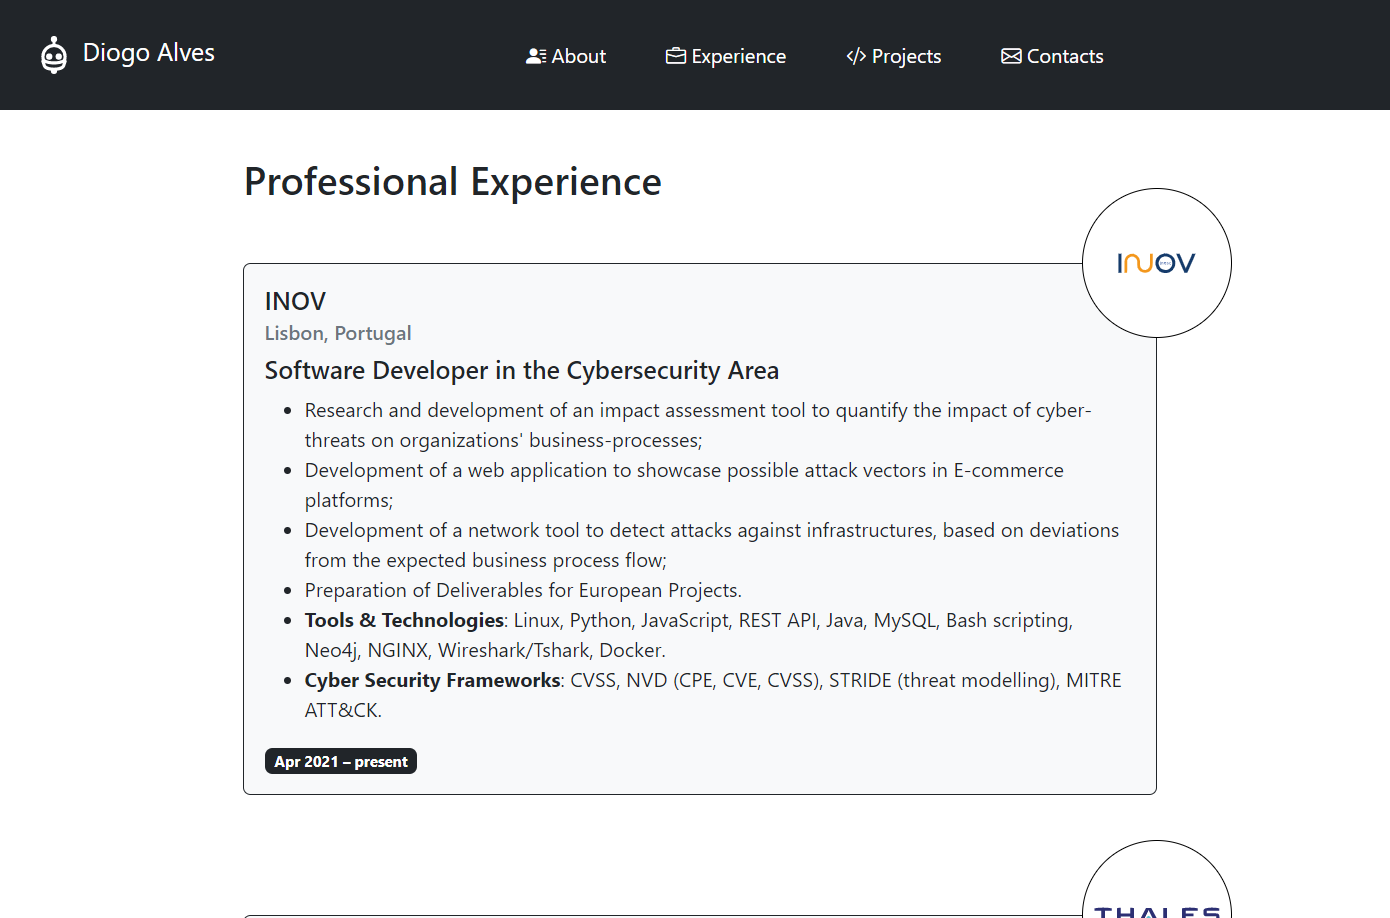 Diogo Alves
About
Experience
Projects
Contacts
Professional Experience
INOV
INOV
Lisbon, Portugal
Software Developer in the Cybersecurity Area
Research and development of an impact assessment tool to quantify the impact of cyber-
threats on organizations' business-processes;
Development of a web application to showcase possible attack vectors in E-commerce
platforms;
Development of a network tool to detect attacks against infrastructures, based on deviations
from the expected business process flow;
Preparation of Deliverables for European Projects.
Tools & Technologies: Linux, Python, JavaScript, REST API, Java, MySQL, Bash scripting,
Neo4j, NGINX, Wireshark/Tshark, Docker.
Cyber Security Frameworks: CVSS, NVD (CPE, CVE, CVSS), STRIDE (threat modelling), MITRE
ATT&CK.
Apr 2021 – present
THALES